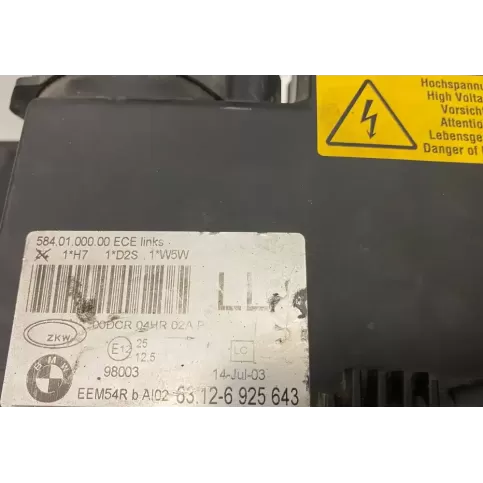 Hochspannu
High Volta
Vorsicht
Attentio
Lebensge
Danger of
584.01.000.00 ECE links
1*H7 1*D2S 1*W5W
LL
00DCR 04HR 02A
ZKW
E12
25
12,5
LC
98003
14-Jul-03
BMW
EEM54R b AI02
63.12-6 925 643